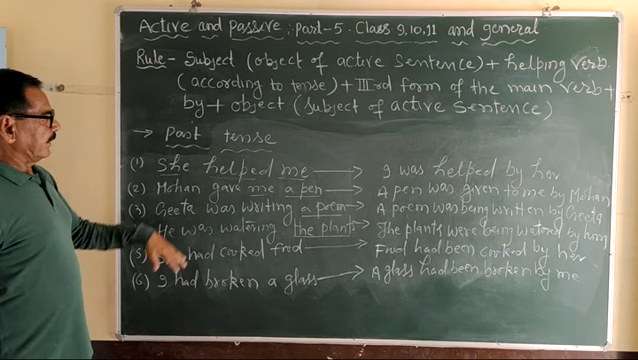 Active and passive: Part-5. Class 9,10,11 and general
Rule- Subject (object of active Sentence) + helping verb
(according to tense) + IIIrd form of the main verb +
by + object (subject of active Sentence)
→ Past tense
(1) She helped me → I was helped by her
(2) Mohan gave me a pen → A pen was given to me by Mohan
(3) Geeta was writing a poem → A poem was being written by Geeta
He was watering the plants → The plants were being watered by him
(5) had cooked food → Food had been cooked by her
(6) I had broken a glass → A glass had been broken by me